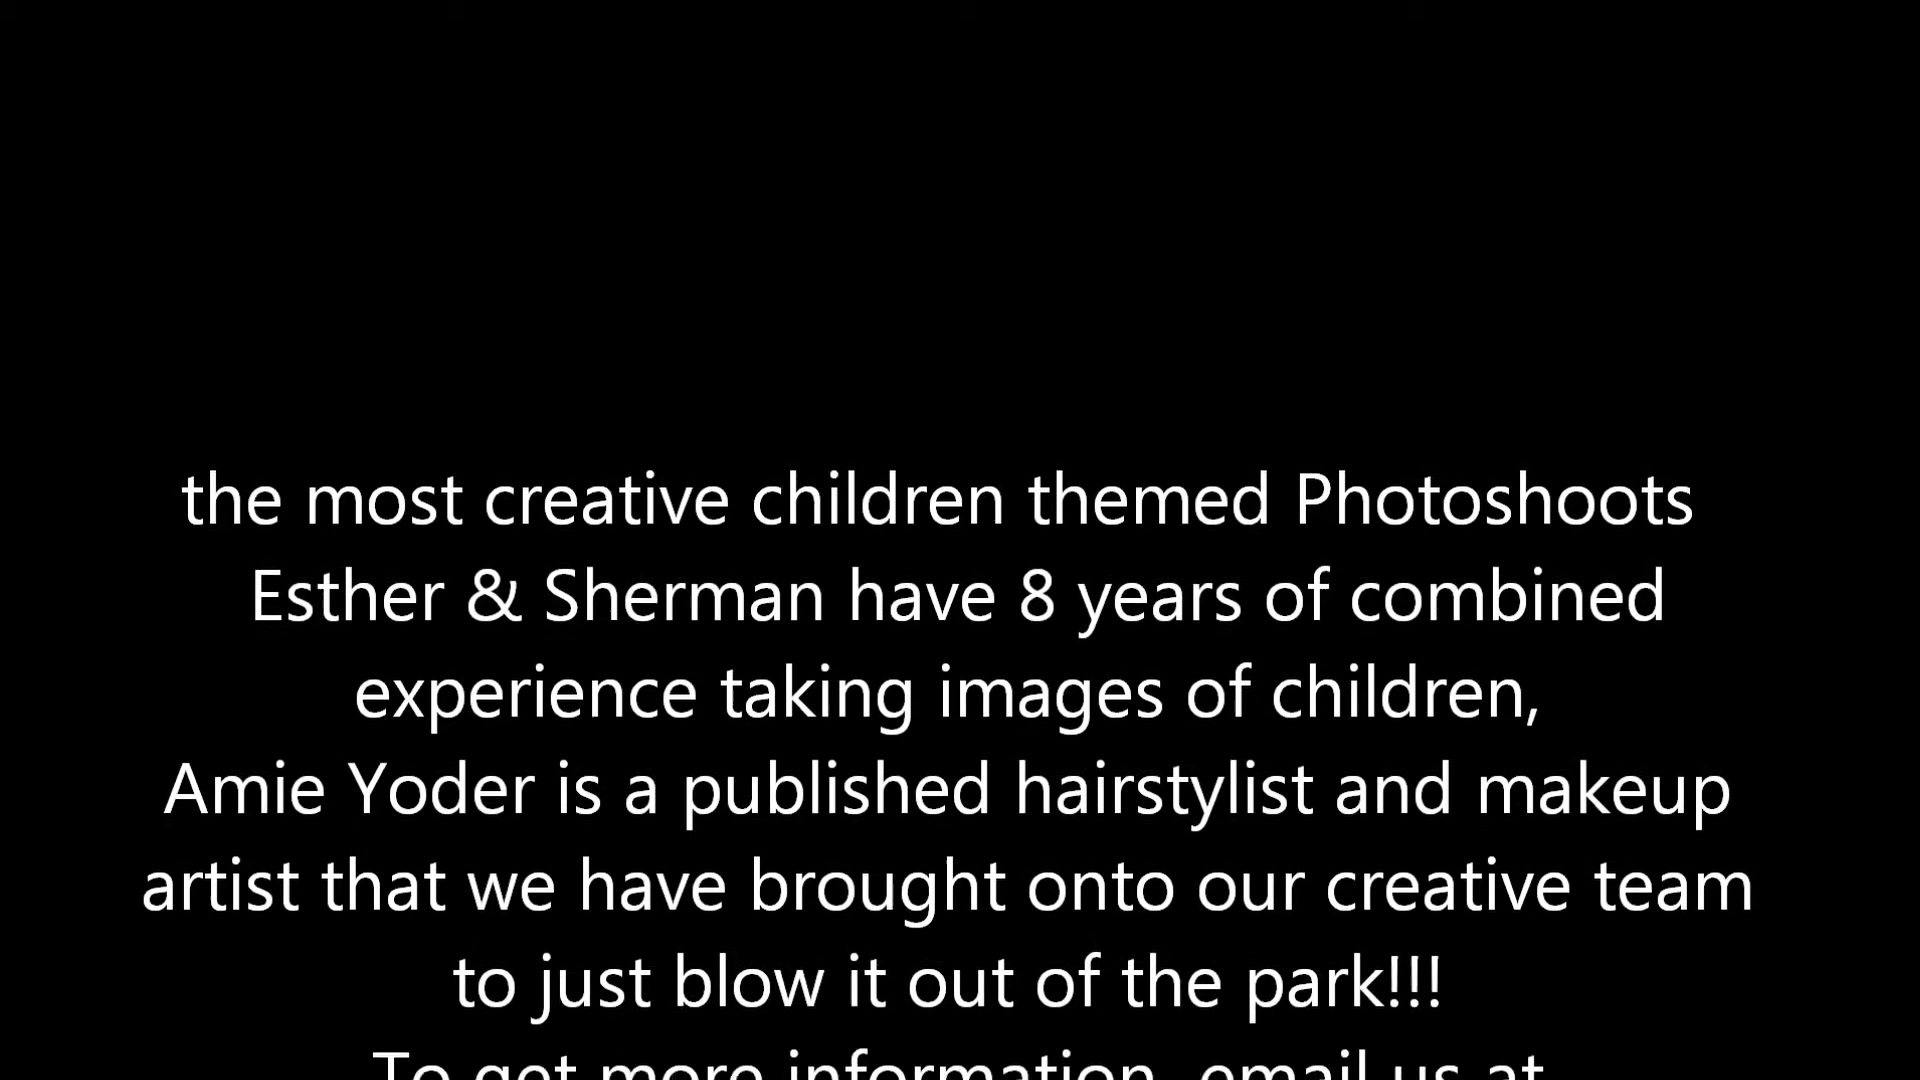 the most creative children themed Photoshoots
Esther & Sherman have 8 years of combined
experience taking images of children,
Amie Yoder is a published hairstylist and makeup
artist that we have brought onto our creative team
to just blow it out of the park!!!
To get more information, email us at